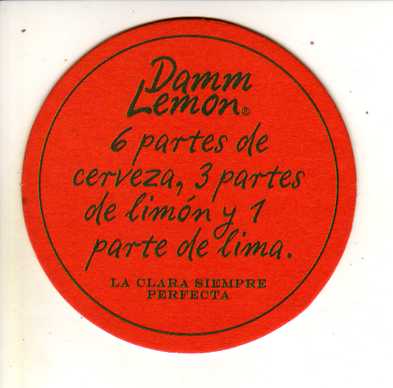 Damm
Lemon®
6 partes de
cerveza, 3 partes
de limón y 1
parte de lima.
LA CLARA SIEMPRE
PERFECTA